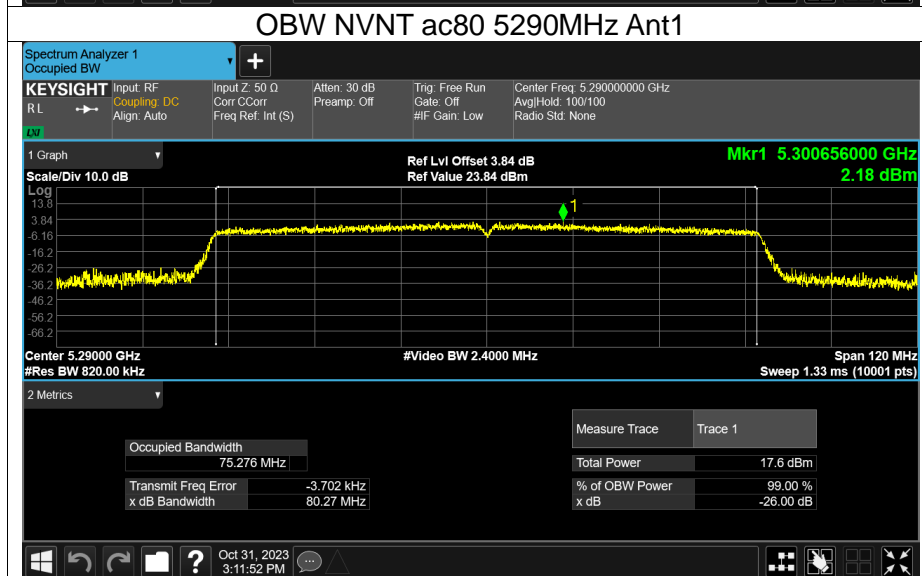 OBW NVNT ac80 5290MHz Ant1
Spectrum Analyzer 1
Occupied BW
+
KEYSIGHT Input: RF Input Z: 50 Ω Atten: 30 dB Trig: Free Run Center Freq: 5.290000000 GHz
RL Coupling: DC Corr CCorr Preamp: Off Gate: Off Avg|Hold: 100/100
Align: Auto Freq Ref: Int (S) #IF Gain: Low Radio Std: None
LXI
1 Graph Ref Lvl Offset 3.84 dB Mkr1 5.300656000 GHz
Scale/Div 10.0 dB Ref Value 23.84 dBm 2.18 dBm
Log
13.8
3.84
-6.16
-16.2
-26.2
-36.2
-46.2
-56.2
-66.2
1
Center 5.29000 GHz #Video BW 2.4000 MHz Span 120 MHz
#Res BW 820.00 kHz Sweep 1.33 ms (10001 pts)
2 Metrics
Measure Trace Trace 1
Occupied Bandwidth
75.276 MHz Total Power 17.6 dBm
Transmit Freq Error -3.702 kHz % of OBW Power 99.00 %
x dB Bandwidth 80.27 MHz x dB -26.00 dB
? Oct 31, 2023
3:11:52 PM